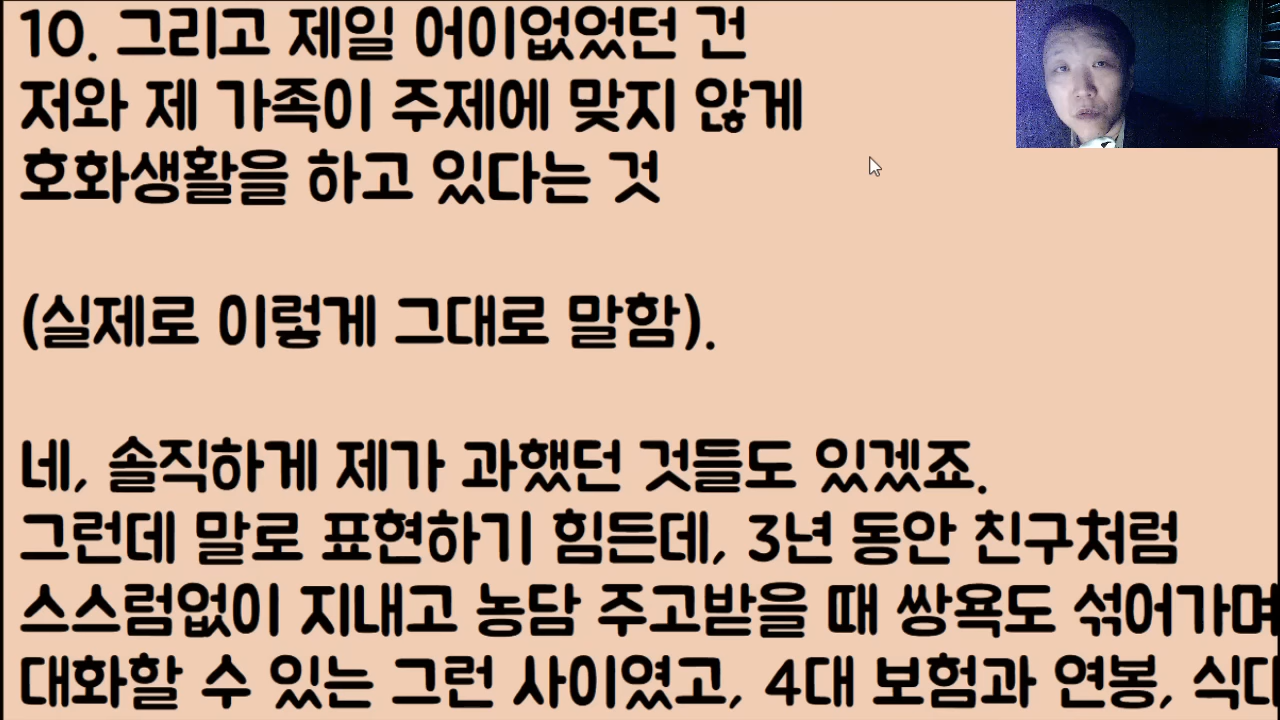 10. 그리고 제일 어이없었던 건
저와 제 가족이 주제에 맞지 않게
호화생활을 하고 있다는 것
(실제로 이렇게 그대로 말함).
네, 솔직하게 제가 과했던 것들도 있겠죠.
그런데 말로 표현하기 힘든데, 3년 동안 친구처럼
스스럼없이 지내고 농담 주고받을 때 쌍욕도 섞어가며
대화할 수 있는 그런 사이였고, 4대 보험과 연봉,